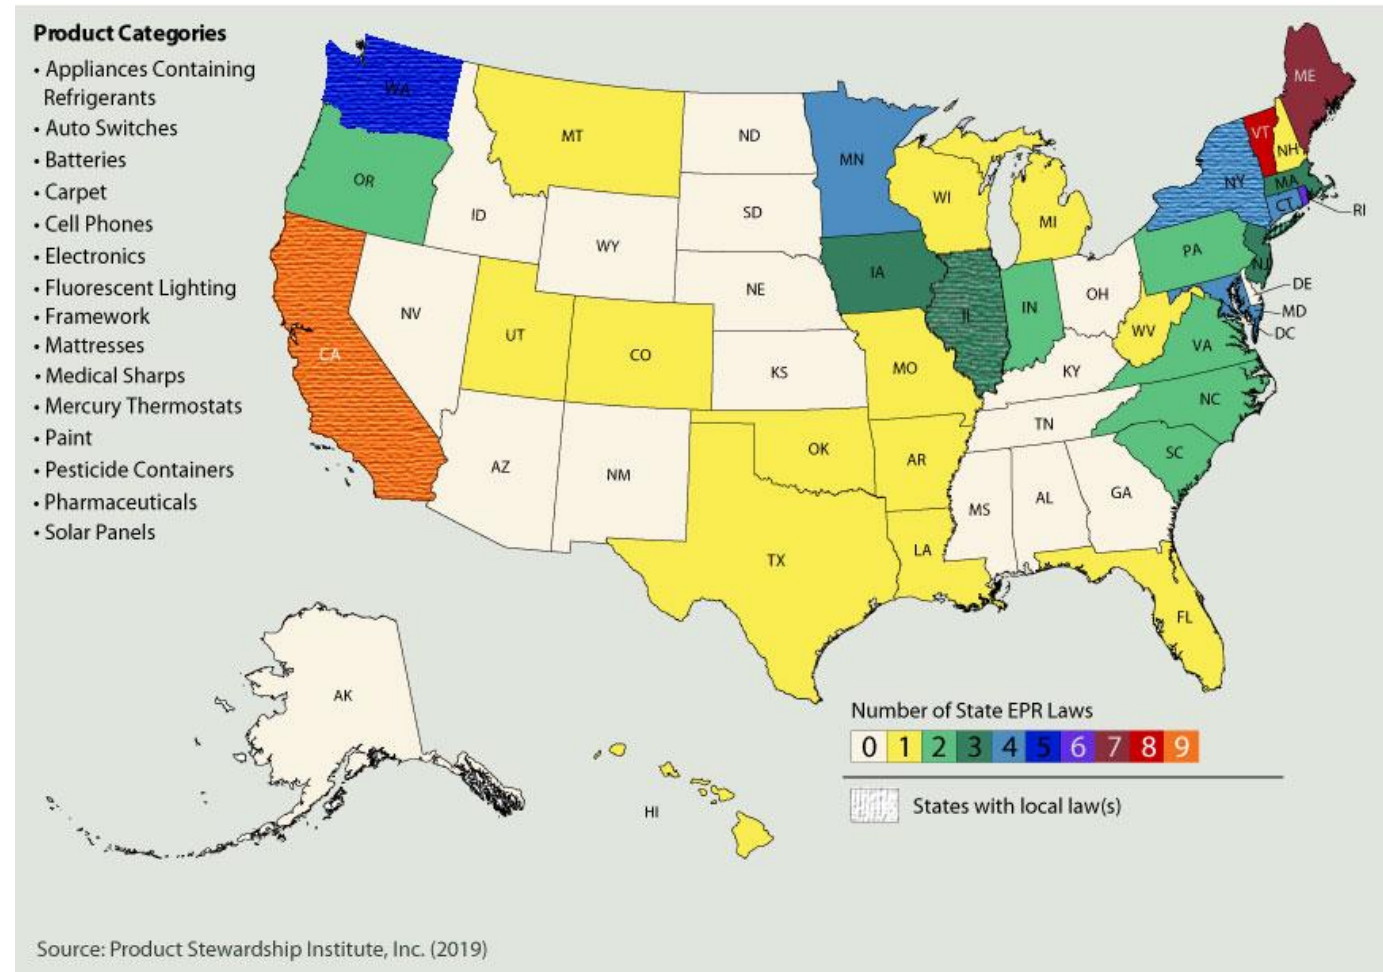 Product Categories
• Appliances Containing
Refrigerants
• Auto Switches
• Batteries
• Carpet
• Cell Phones
• Electronics
• Fluorescent Lighting
• Framework
• Mattresses
• Medical Sharps
• Mercury Thermostats
• Paint
• Pesticide Containers
• Pharmaceuticals
• Solar Panels
WA
OR
CA
ID
NV
MT
WY
UT
AZ
CO
NM
ND
SD
NE
KS
OK
TX
MN
IA
MO
AR
LA
WI
IL
MI
IN
OH
KY
TN
MS
AL
GA
FL
SC
NC
VA
WV
PA
NY
VT
NH
ME
MA
CT
RI
NJ
DE
MD
DC
AK
HI
Number of State EPR Laws
0 1 2 3 4 5 6 7 8 9
States with local law(s)
Source: Product Stewardship Institute, Inc. (2019)